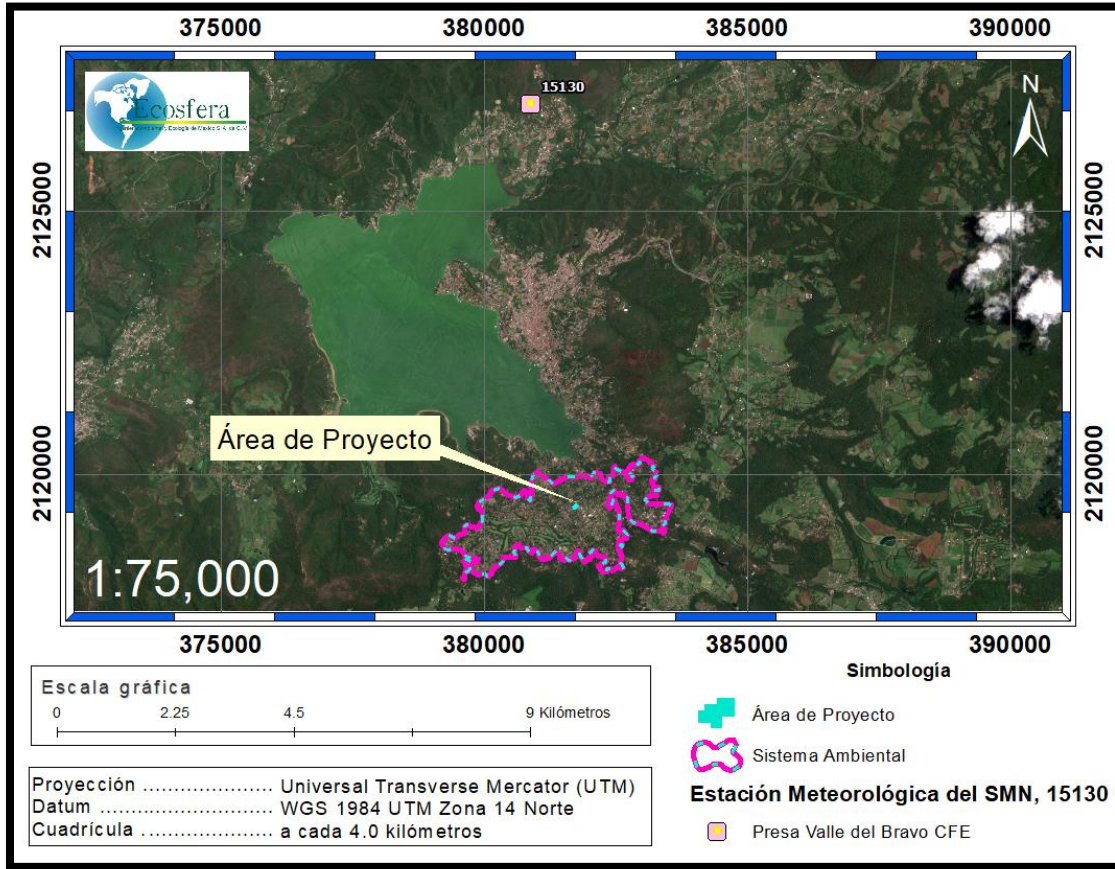 375000 380000 385000 390000
Ecosfera
15130
N
2125000
2125000
Área de Proyecto
2120000
2120000
1:75,000
375000 380000 385000 390000
Escala gráfica
0 2.25 4.5 9 Kilómetros
Proyección ....................... Universal Transverse Mercator (UTM)
Datum ............................... WGS 1984 UTM Zona 14 Norte
Cuadrícula ....................... a cada 4.0 kilómetros
Simbología
Área de Proyecto
Sistema Ambiental
Estación Meteorológica del SMN, 15130
Presa Valle del Bravo CFE